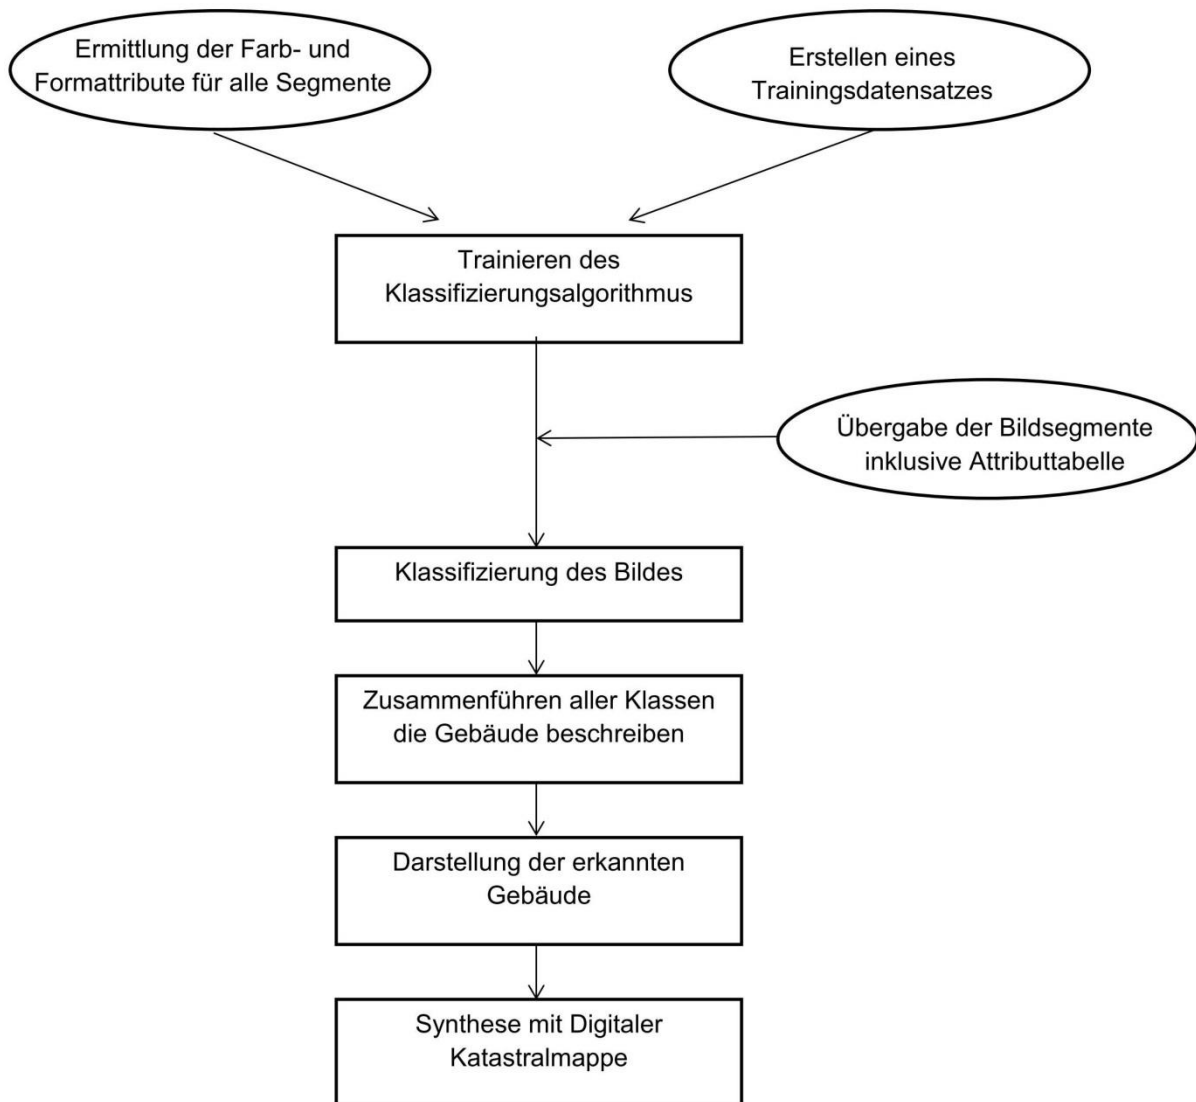 Ermittlung der Farb- und
Formattribute für alle Segmente
Erstellen eines
Trainingsdatensatzes
Trainieren des
Klassifizierungsalgorithmus
Übergabe der Bildsegmente
inklusive Attributtabelle
Klassifizierung des Bildes
Zusammenführen aller Klassen
die Gebäude beschreiben
Darstellung der erkannten
Gebäude
Synthese mit Digitaler
Katastralmappe